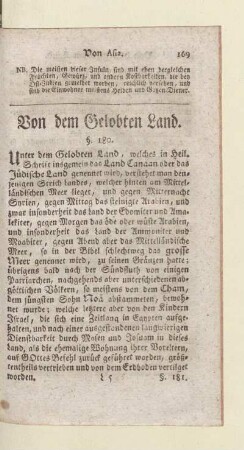 Von Asia. 169
NB. Die meisten dieser Insuln sind mit eben dergleichen
Früchten, Gewürz, und andern Kostbarkeiten, die bey
Ost-Indien gemeldet worden, reichlich versehen, und
sind die Einwohner meistens Heiden und Götzen-Diener.
Von dem Gelobten Land.
§. 180.
Unter dem Gelobten Land, welches in Heil.
Schrift insgemein das Land Canaan oder das
Jüdische Land genennet wird, verstehet man den-
jenigen Strich Landes, welcher hinten am Mittel-
ländischen Meer lieget, und gegen Mitternacht
Syrien, gegen Mittag das steinigte Arabien, und
zwar insonderheit das Land der Edomiter und Ama-
lekiter, gegen Morgen das öde oder wüste Arabien,
und insonderheit das Land der Ammoniter und
Moabiter, gegen Abend aber das Mittelländische
Meer, so in der Bibel schlechtweg das grosse
Meer genennet wird, zu seinen Gränzen hatte;
übrigens bald nach der Sündfluth von einigen
Patriarchen, nachgehends aber unterschiedenen ab-
göttischen Völkern, so meistens von dem Cham,
dem jüngsten Sohn Noä abstammeten, bewoh-
net wurde; welche letztere aber von den Kindern
Israel, die sich eine Zeitlang in Egypten aufge-
halten, und nach einer ausgestandenen langwierigen
Dienstbarkeit durch Mosen und Josuam in dieses
Land, als die ehemalige Wohnung ihrer Voreltern,
auf GOttes Befehl zurück geführet worden, größ-
tentheils vertrieben und von dem Erdboden vertil-
get worden.
L 5 §. 181.